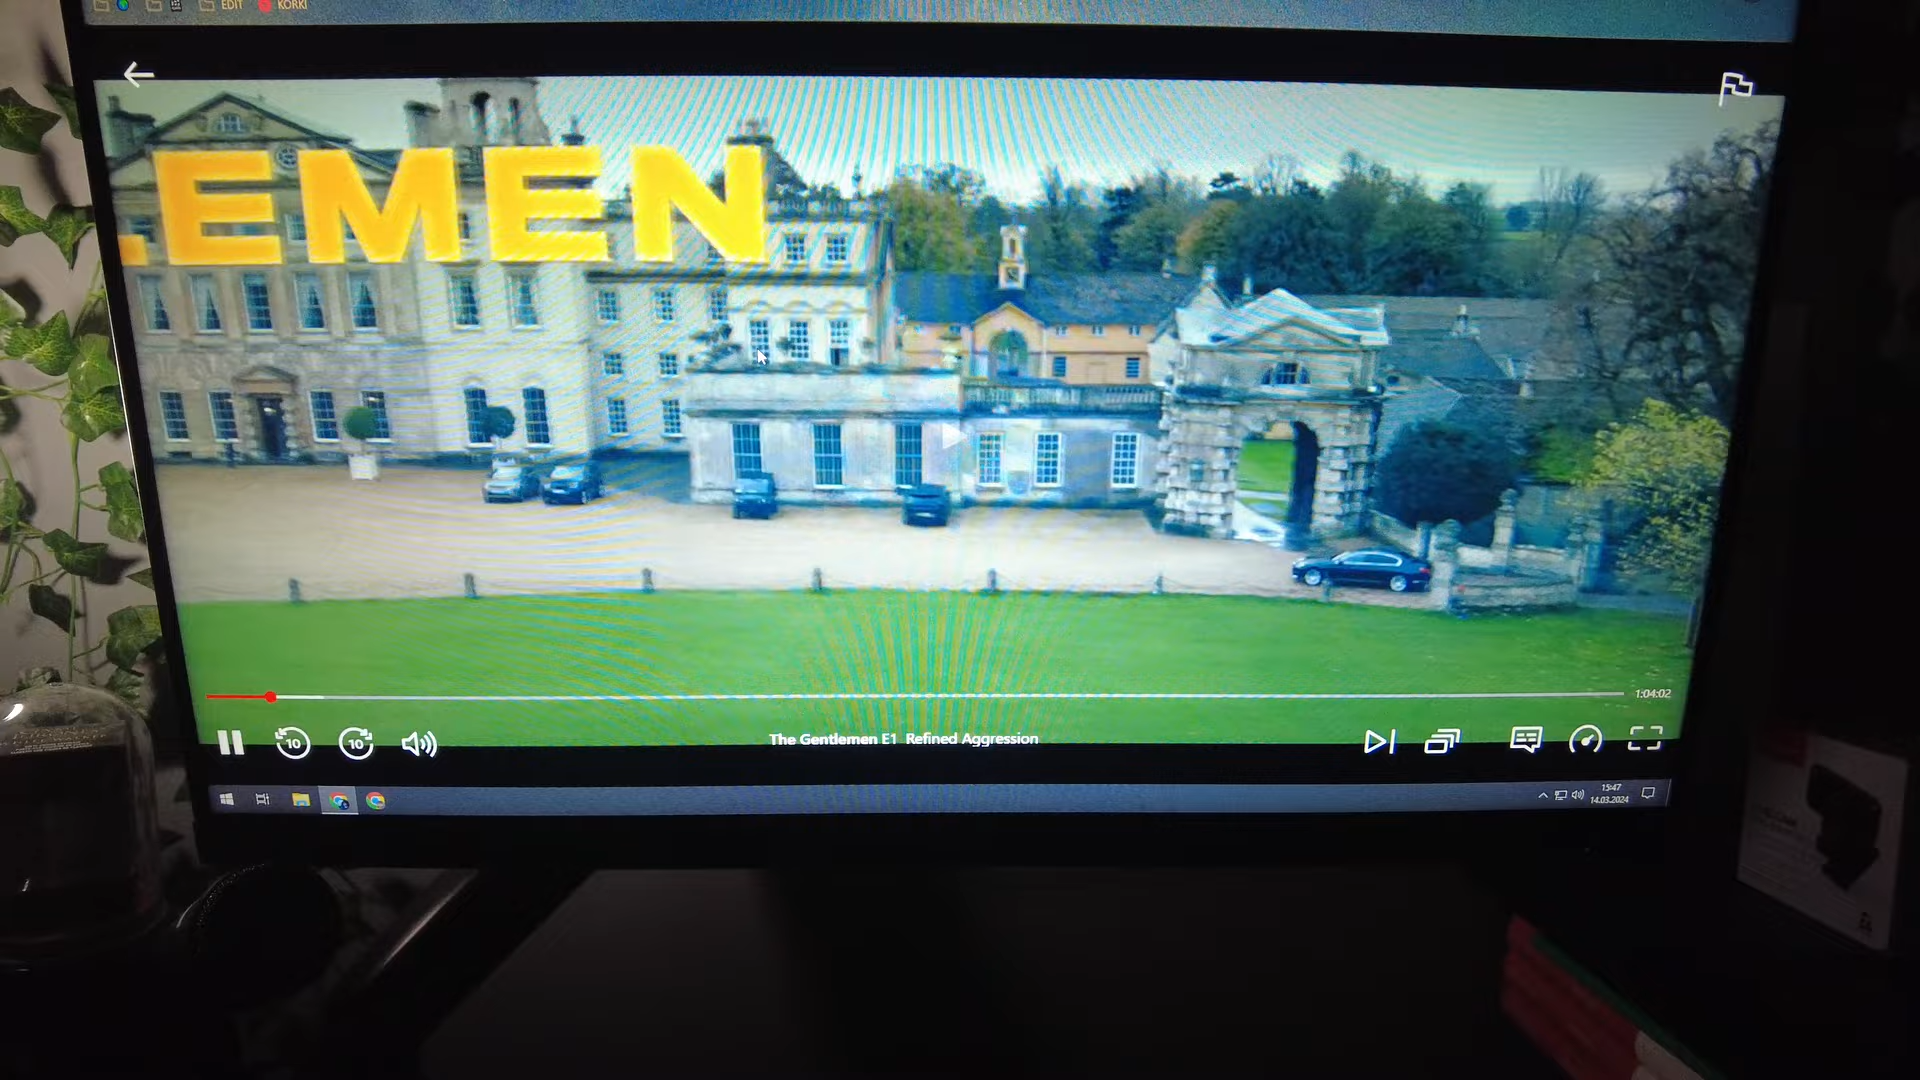 EDIT
KORKI
EMEN
1:04:02
10
10
The Gentlemen E1 Refined Aggression
15:47
14.03.2024